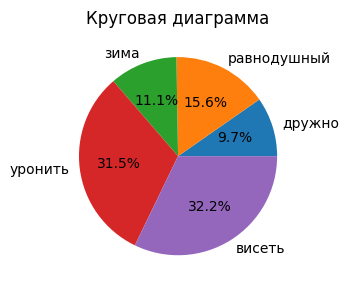 Круговая диаграмма
зима
равнодушный
11.1%
15.6%
дружно
9.7%
уронить
31.5%
32.2%
висеть